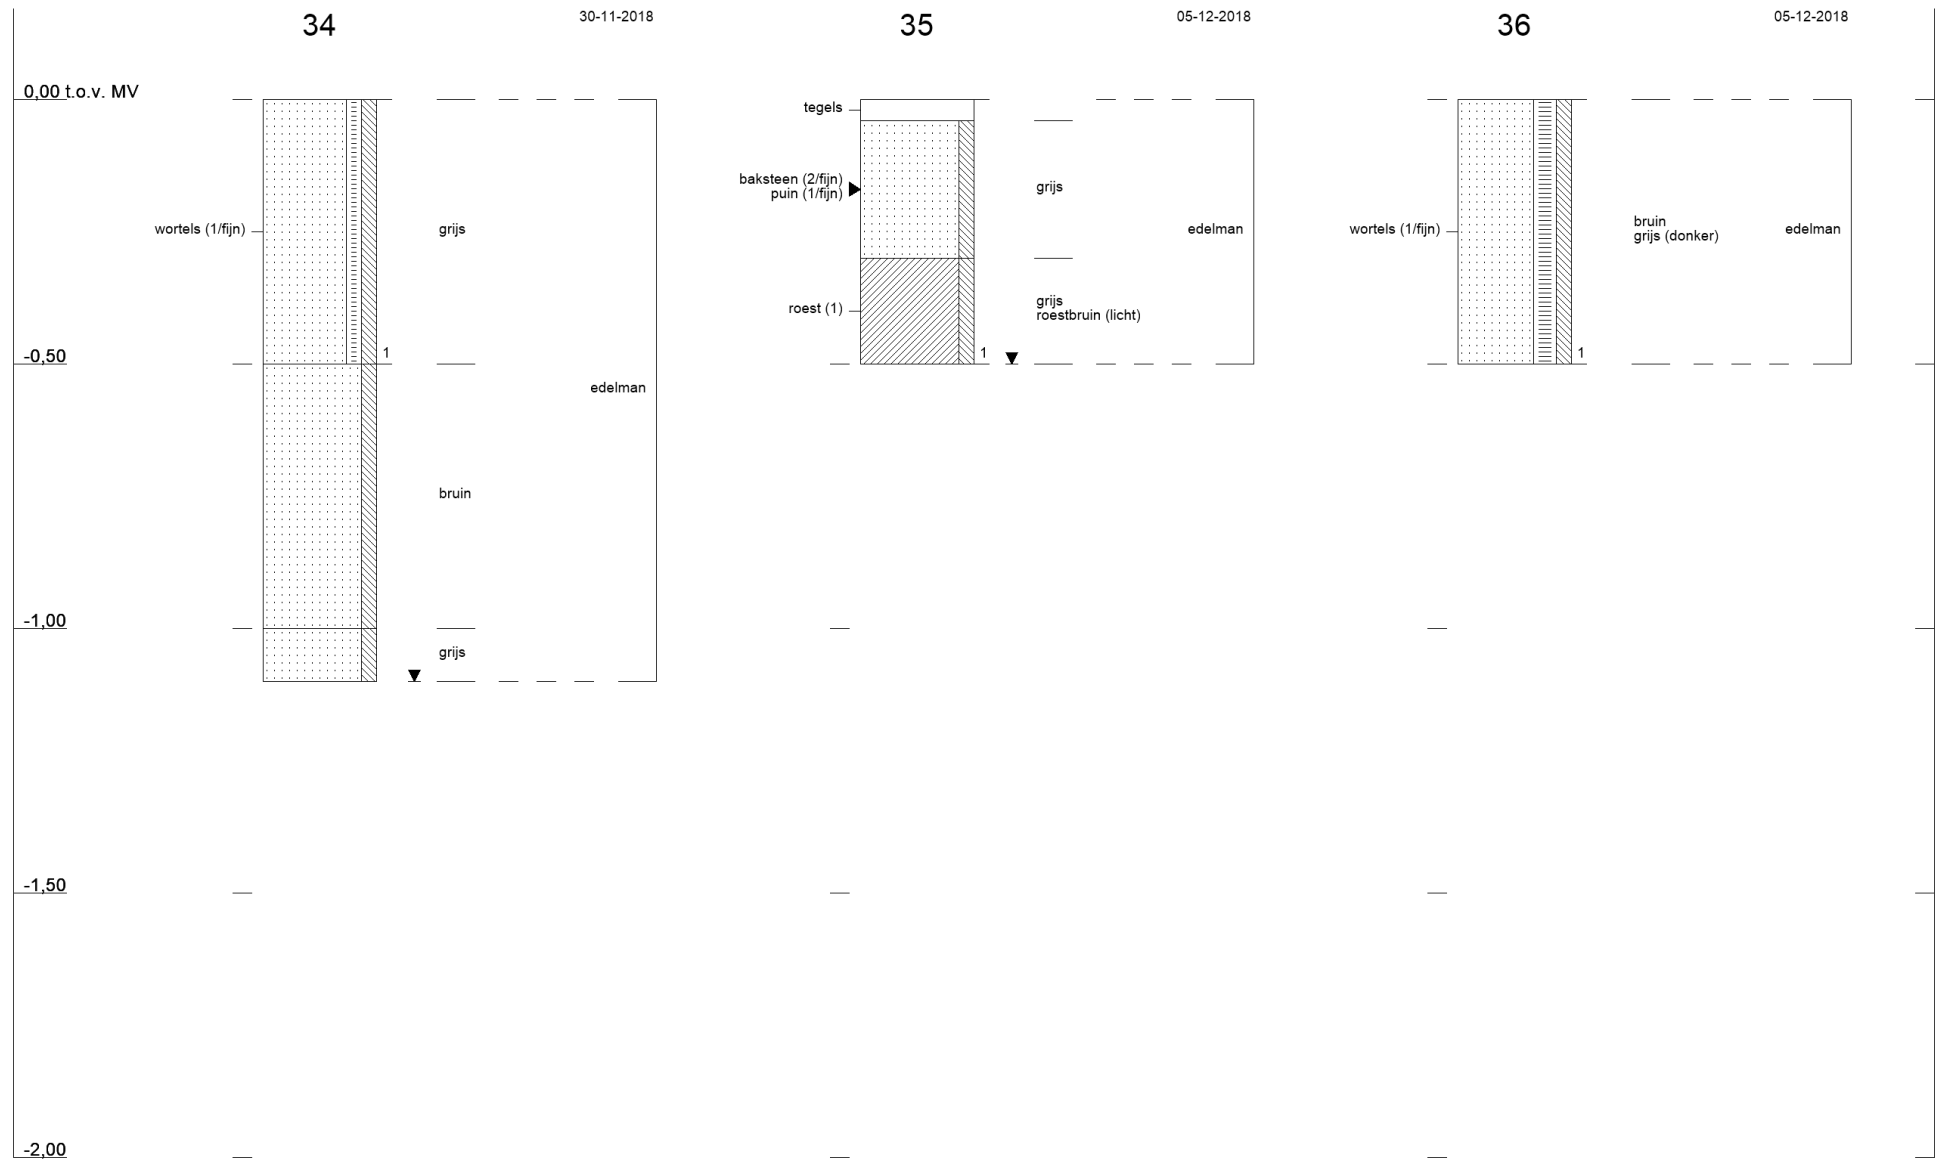 34
30-11-2018
35
05-12-2018
36
05-12-2018
0,00 t.o.v. MV
tegels
baksteen (2/fijn)
puin (1/fijn)
grijs
wortels (1/fijn)
grijs
edelman
wortels (1/fijn)
bruin
grijs (donker)
edelman
roest (1)
grijs
roestbruin (licht)
-0,50
1
1
1
edelman
bruin
-1,00
grijs
-1,50
-2,00